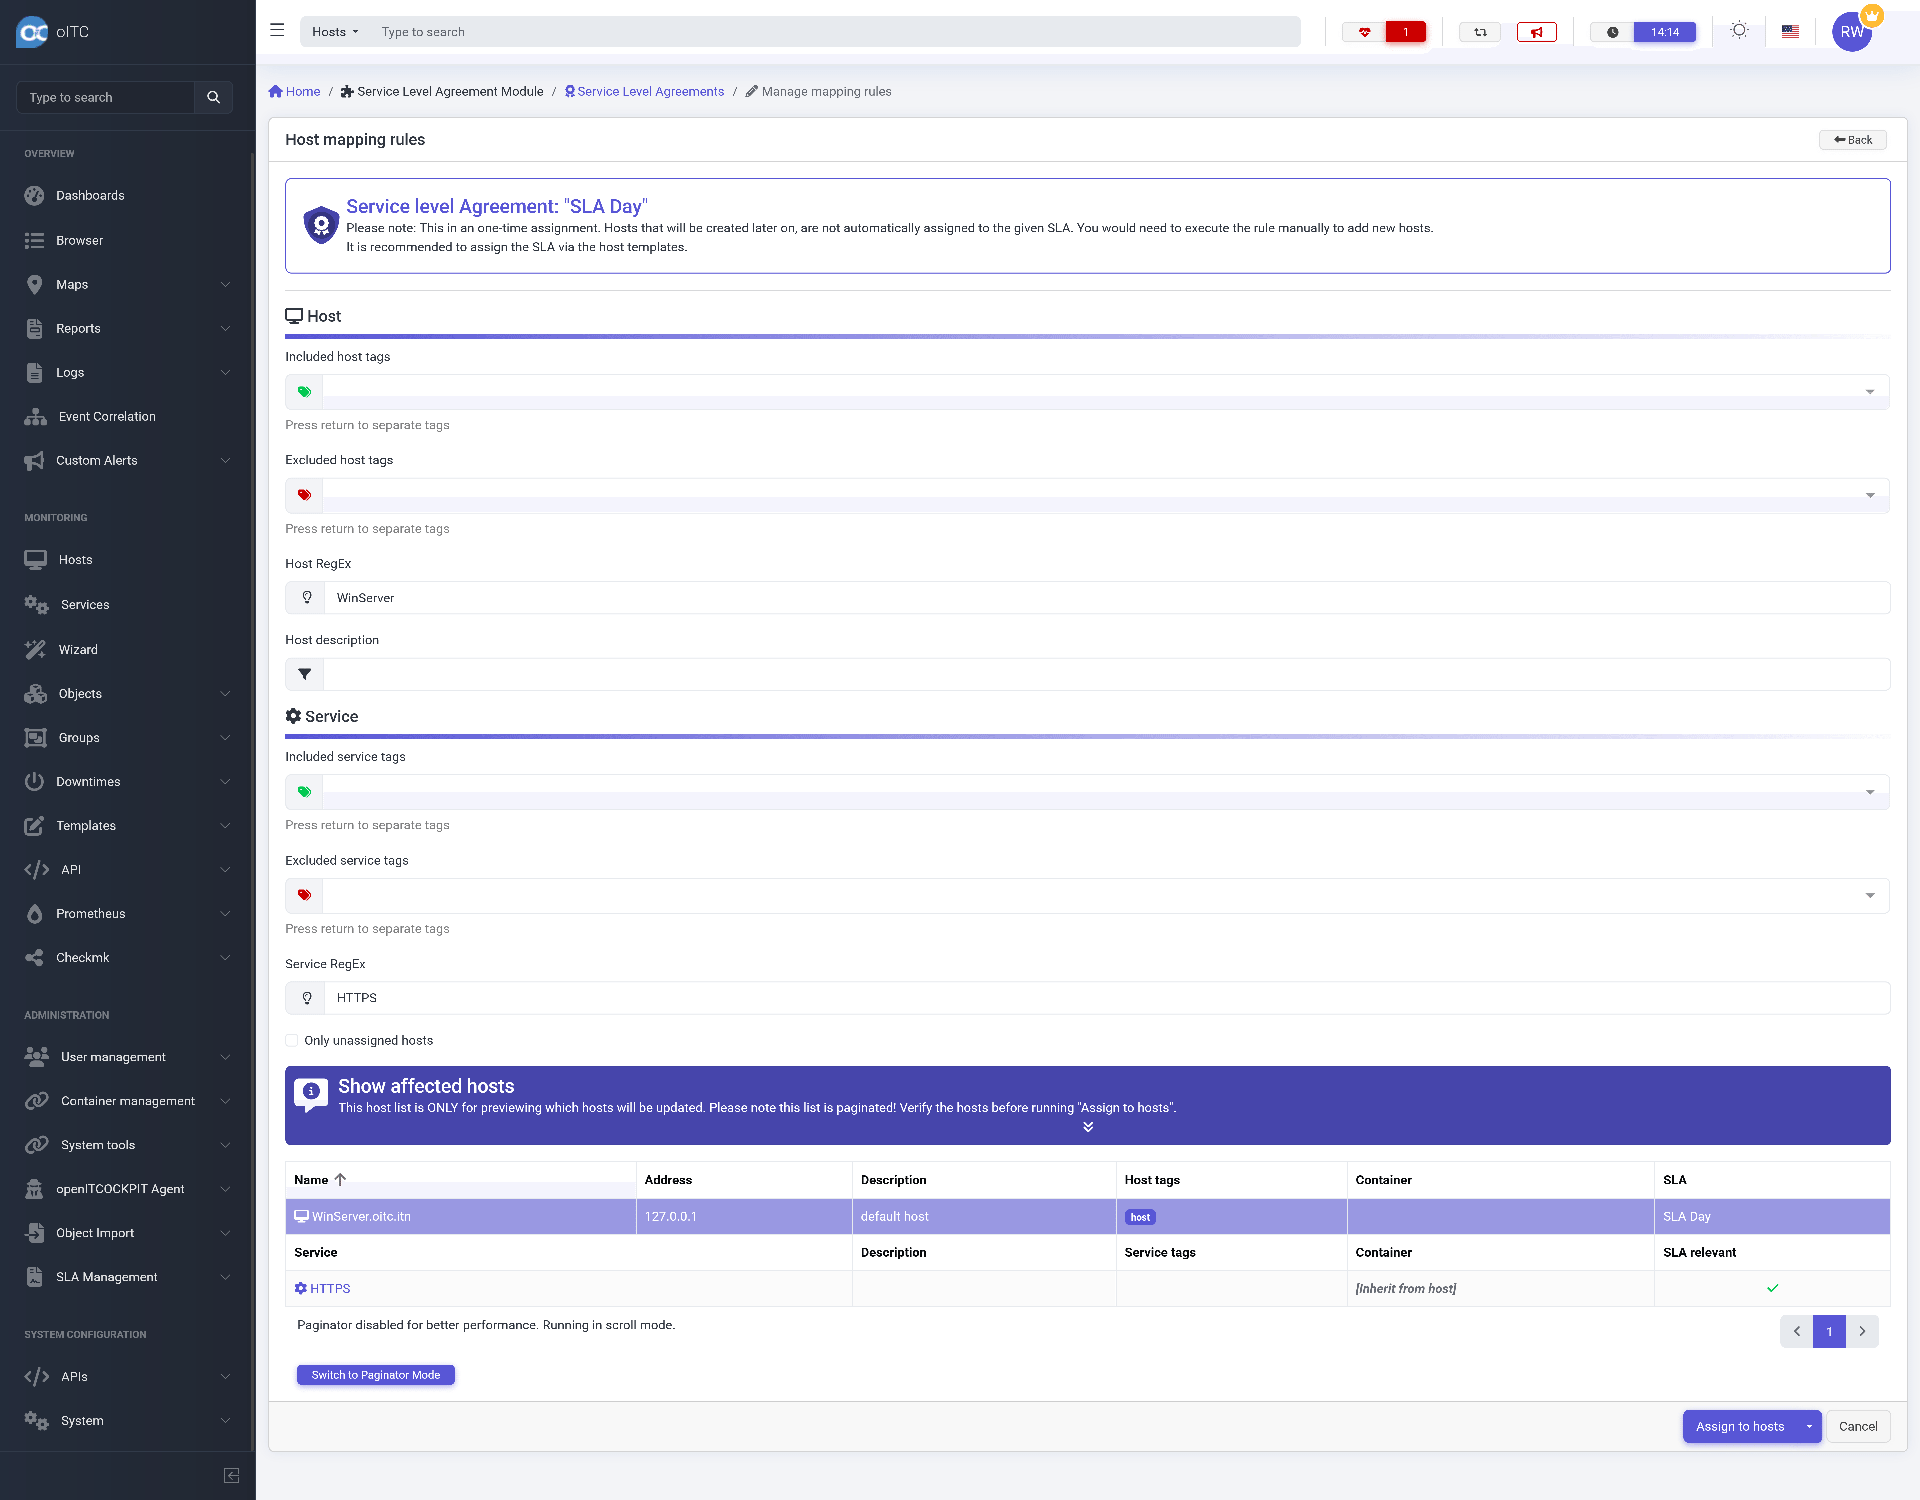 oITC
Type to search
OVERVIEW
Dashboards
Browser
Maps
Reports
Logs
Event Correlation
Custom Alerts
MONITORING
Hosts
Services
Wizard
Objects
Groups
Downtimes
Templates
API
Prometheus
Checkmk
ADMINISTRATION
User management
Container management
System tools
openITCOCKPIT Agent
Object Import
SLA Management
SYSTEM CONFIGURATION
APIs
System
Hosts Type to search 1 14:14 RW
Home / Service Level Agreement Module / Service Level Agreements / Manage mapping rules
Host mapping rules
Back
Service level Agreement: "SLA Day"
Please note: This in an one-time assignment. Hosts that will be created later on, are not automatically assigned to the given SLA. You would need to execute the rule manually to add new hosts.
It is recommended to assign the SLA via the host templates.
Host
Included host tags
Press return to separate tags
Excluded host tags
Press return to separate tags
Host RegEx
WinServer
Host description
Service
Included service tags
Press return to separate tags
Excluded service tags
Press return to separate tags
Service RegEx
HTTPS
Only unassigned hosts
Show affected hosts
This host list is ONLY for previewing which hosts will be updated. Please note this list is paginated! Verify the hosts before running "Assign to hosts".
Name Address Description Host tags Container SLA
WinServer.oitc.itn 127.0.0.1 default host host SLA Day
Service Description Service tags Container SLA relevant
HTTPS [Inherit from host]
Paginator disabled for better performance. Running in scroll mode.
1
Switch to Paginator Mode
Assign to hosts
Cancel